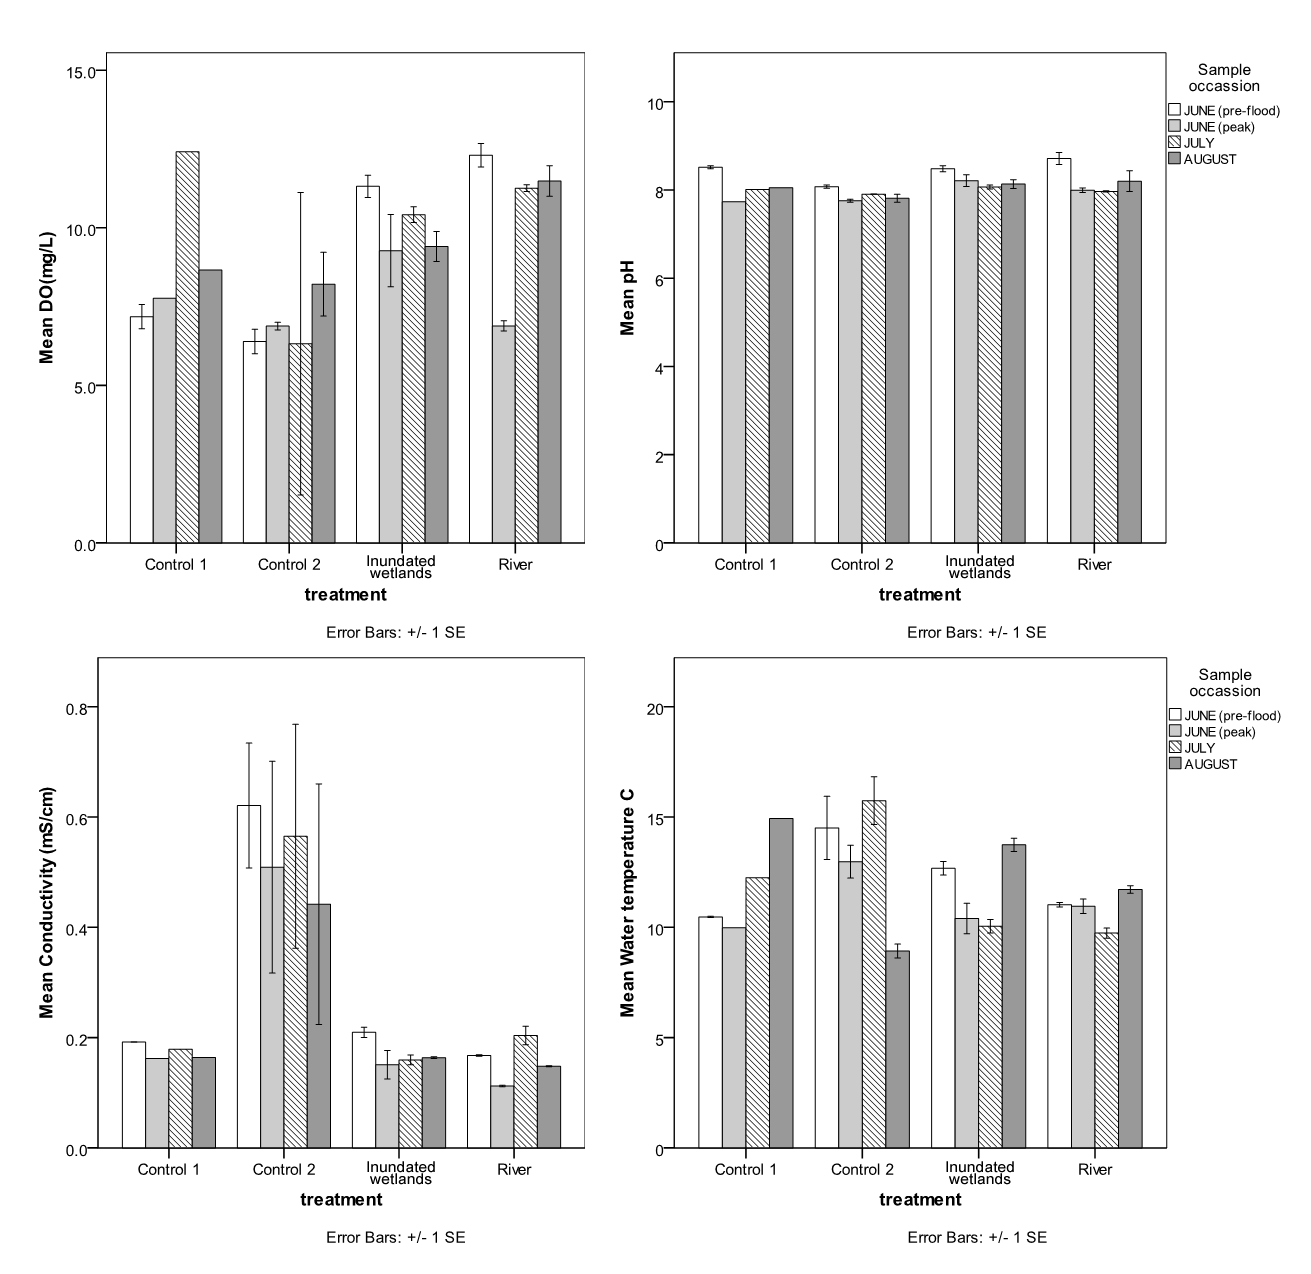 15.0
10.0
5.0
0.0
Mean DO(mg/L)
Control 1
Control 2
Inundated
wetlands
River
treatment
Error Bars: +/- 1 SE
10
8
6
4
2
0
Mean pH
Control 1
Control 2
Inundated
wetlands
River
treatment
Error Bars: +/- 1 SE
Sample
occassion
JUNE (pre-flood)
JUNE (peak)
JULY
AUGUST
0.8
0.6
0.4
0.2
0.0
Mean Conductivity (mS/cm)
Control 1
Control 2
Inundated
wetlands
River
treatment
Error Bars: +/- 1 SE
20
15
10
5
0
Mean Water temperature C
Control 1
Control 2
Inundated
wetlands
River
treatment
Error Bars: +/- 1 SE
Sample
occassion
JUNE (pre-flood)
JUNE (peak)
JULY
AUGUST